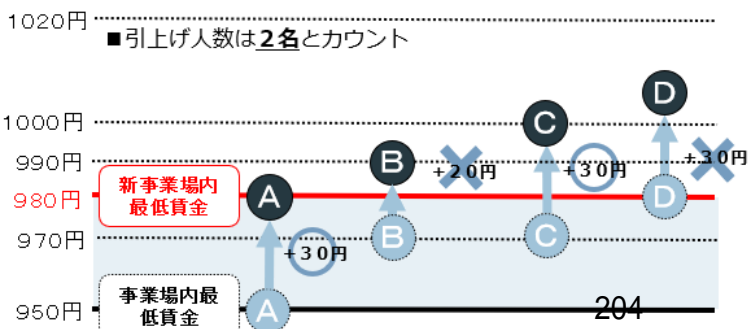 1020円
■引上げ人数は２名とカウント
D
1000円
C
990円
B
+20円
+30円
+30円
新事業場内
最低賃金
980円
A
D
970円
B
C
+30円
事業場内最
低賃金
950円
A
204